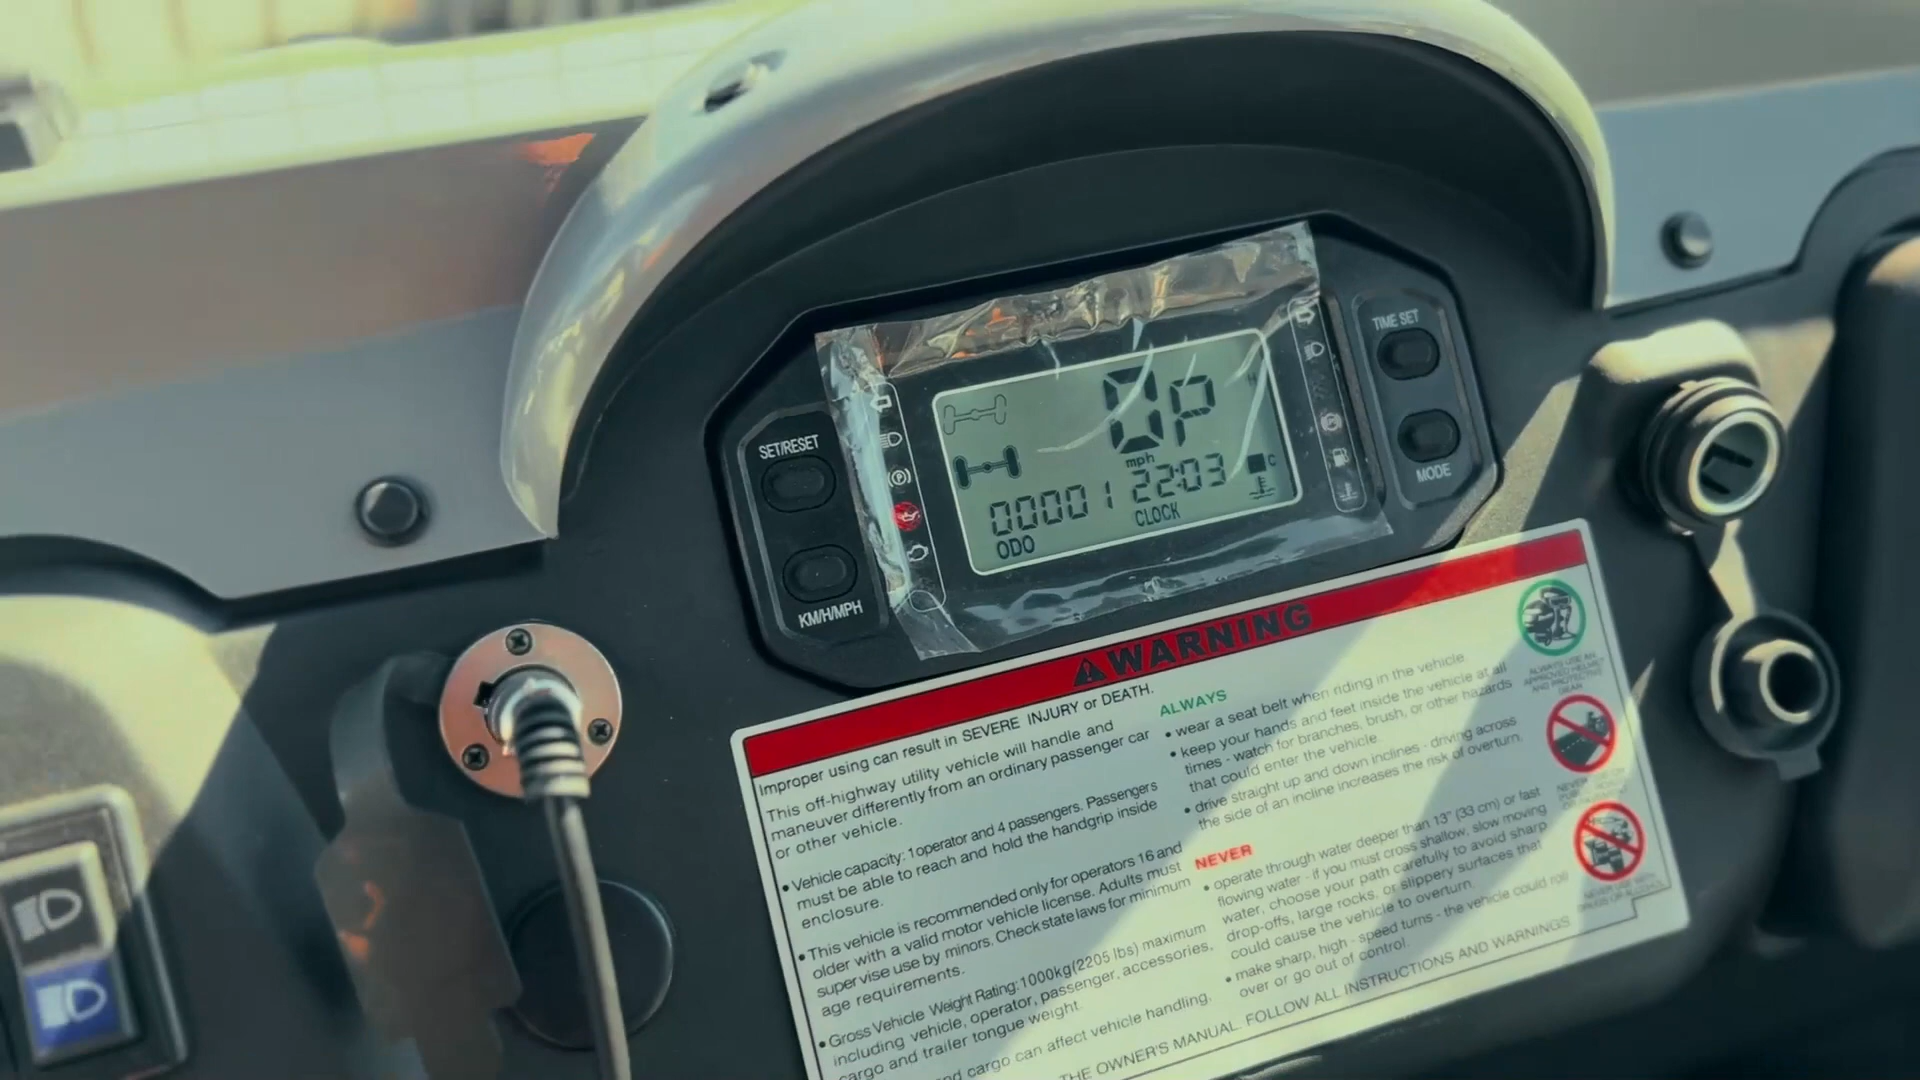 SET/RESET
KM/H/MPH
TIME SET
MODE
0P
mph
H
22:03
C
00001
CLOCK
ODO
WARNING
Improper using can result in SEVERE INJURY or DEATH.
This off-highway utility vehicle will handle and
maneuver differently from an ordinary passenger car
or other vehicle.
• Vehicle capacity: 1operator and 4 passengers. Passengers
must be able to reach and hold the handgrip inside
enclosure.
• This vehicle is recommended only for operators 16 and
older with a valid motor vehicle license. Adults must
supervise use by minors. Check state laws for minimum
age requirements.
• Gross Vehicle Weight Rating:1000kg(2205 lbs) maximum
including vehicle, operator, passenger, accessories,
cargo and trailer tongue weight.
cargo can affect vehicle handling.
ALWAYS
• wear a seat belt when riding in the vehicle
• keep your hands and feet inside the vehicle at all
times - watch for branches, brush, or other hazards
that could enter the vehicle.
• drive straight up and down inclines - driving across
the side of an incline increases the risk of overturn.
NEVER
• operate through water deeper than 13" (33 cm) or fast
flowing water - if you must cross shallow, slow moving
water, choose your path carefully to avoid sharp
drop-offs, large rocks, or slippery surfaces that
could cause the vehicle to overturn.
• make sharp, high - speed turns - the vehicle could roll
over or go out of control.
THE OWNER'S MANUAL. FOLLOW ALL INSTRUCTIONS AND WARNINGS
ALWAYS USE AN
APPROVED HELMET
AND PROTECTIVE
GEAR